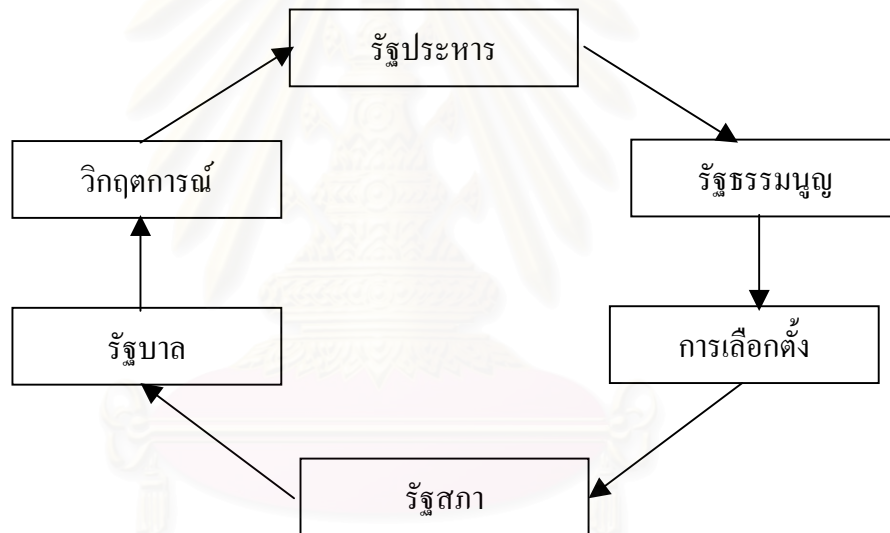 รัฐประหาร
วิกฤตการณ์
รัฐธรรมนูญ
รัฐบาล
การเลือกตั้ง
รัฐสภา